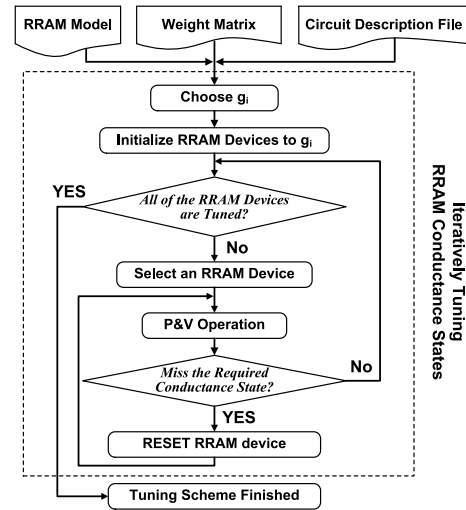 RRAM Model
Weight Matrix
Circuit Description File
Choose gi
Initialize RRAM Devices to gi
YES
All of the RRAM Devices
are Tuned?
No
Select an RRAM Device
P&V Operation
No
Miss the Required
Conductance State?
YES
RESET RRAM device
Tuning Scheme Finished
Iteratively Tuning
RRAM Conductance States